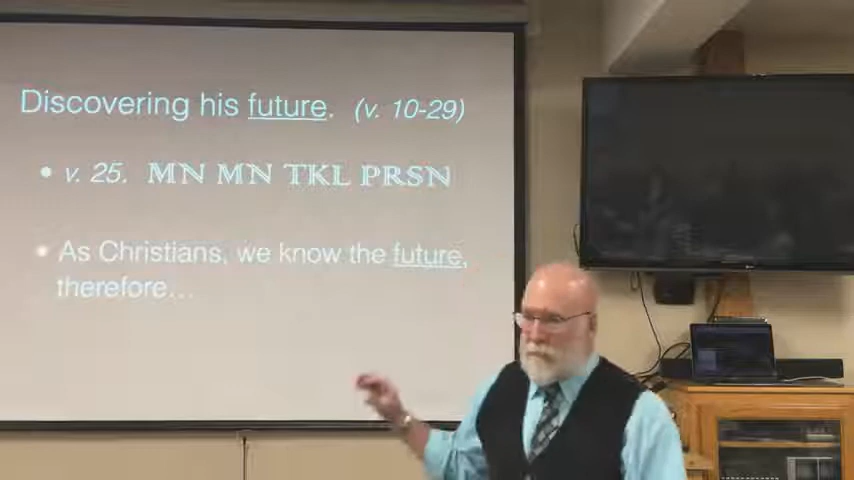 Discovering his future. (v. 10-29)
• v. 25. MN MN TKL PRSN
• As Christians, we know the future,
therefore...